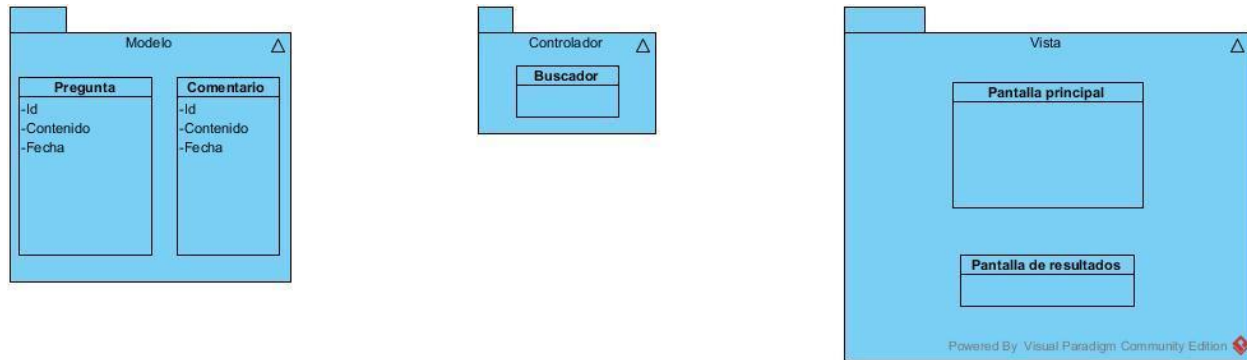 Modelo
Pregunta
-Id
-Contenido
-Fecha
Comentario
-Id
-Contenido
-Fecha
Controlador
Buscador
Vista
Pantalla principal
Pantalla de resultados
Powered By Visual Paradigm Community Edition